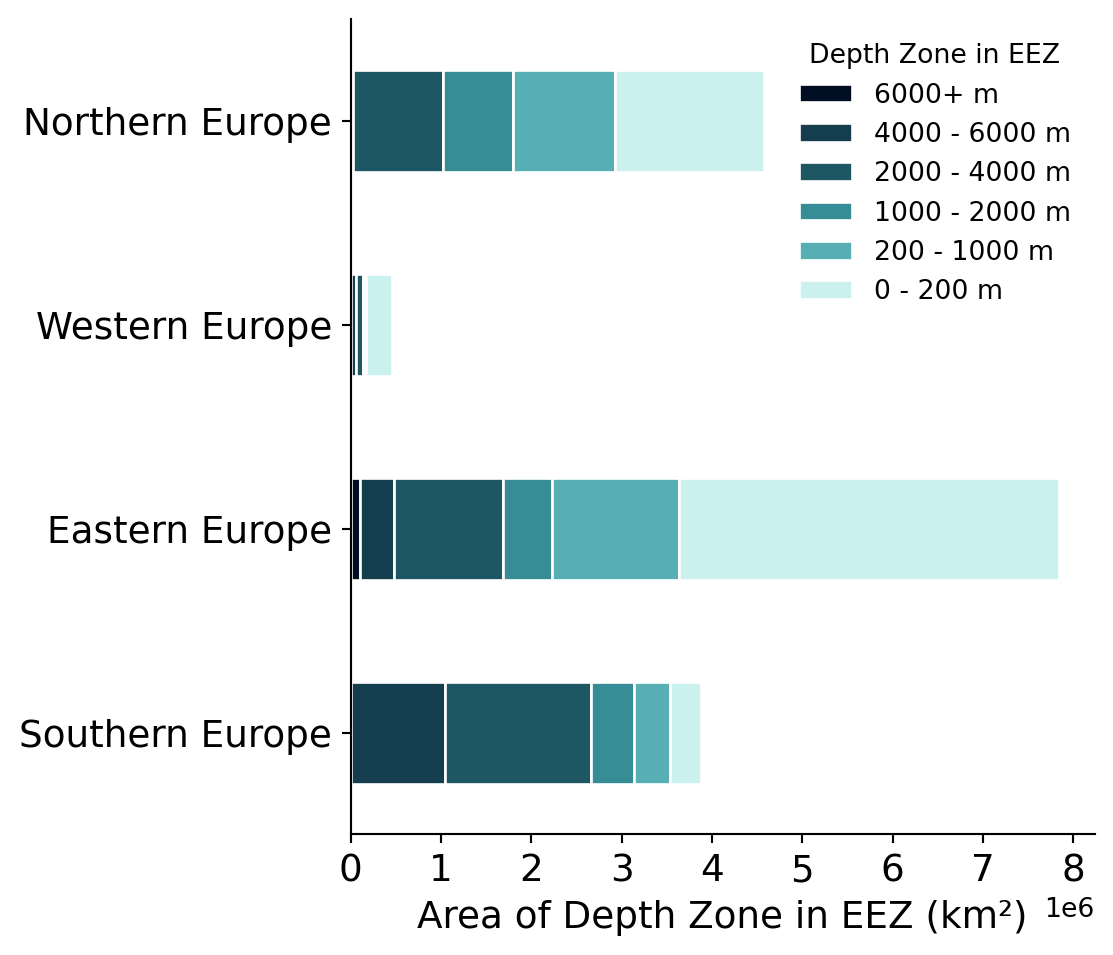 Depth Zone in EEZ
6000+ m
4000 - 6000 m
2000 - 4000 m
1000 - 2000 m
200 - 1000 m
0 - 200 m
Northern Europe
Western Europe
Eastern Europe
Southern Europe
0 1 2 3 4 5 6 7 8
1e6
Area of Depth Zone in EEZ (km²)